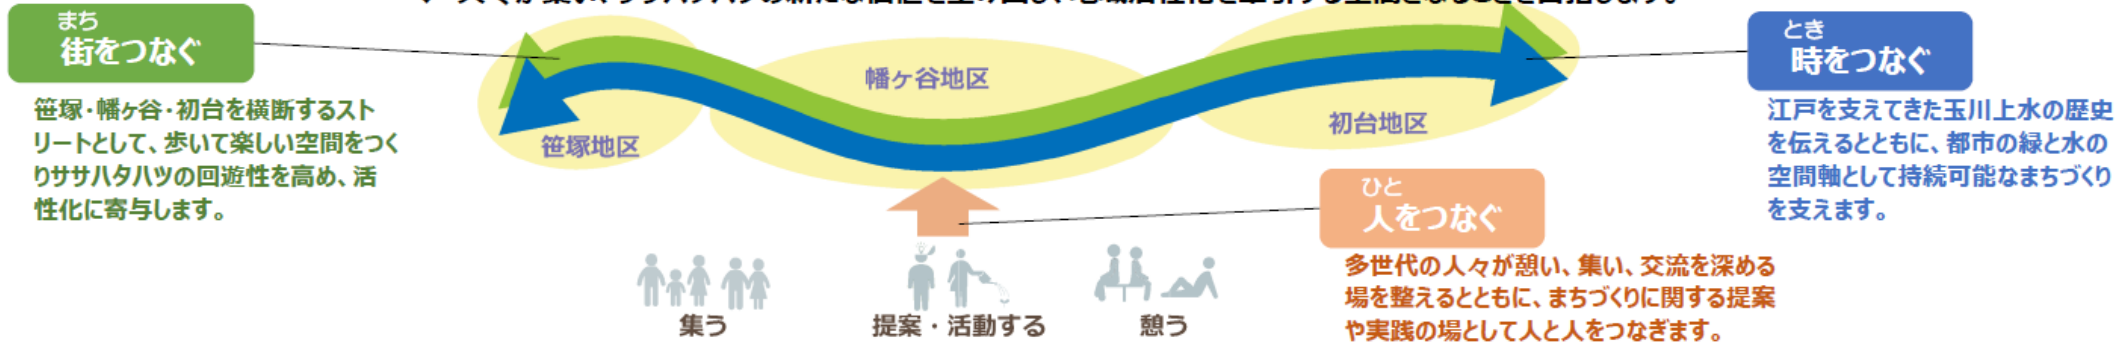 まち
街をつなぐ
笹塚・幡ヶ谷・初台を横断するスト
リートとして、歩いて楽しい空間をつく
りササハタハツの回遊性を高め、活
性化に寄与します。
幡ヶ谷地区
笹塚地区
初台地区
とき
時をつなぐ
江戸を支えてきた玉川上水の歴史
を伝えるとともに、都市の緑と水の
空間軸として持続可能なまちづくり
を支えます。
ひと
人をつなぐ
多世代の人々が憩い、集い、交流を深める
場を整えるとともに、まちづくりに関する提案
や実践の場として人と人をつなぎます。
集う
提案・活動する
憩う